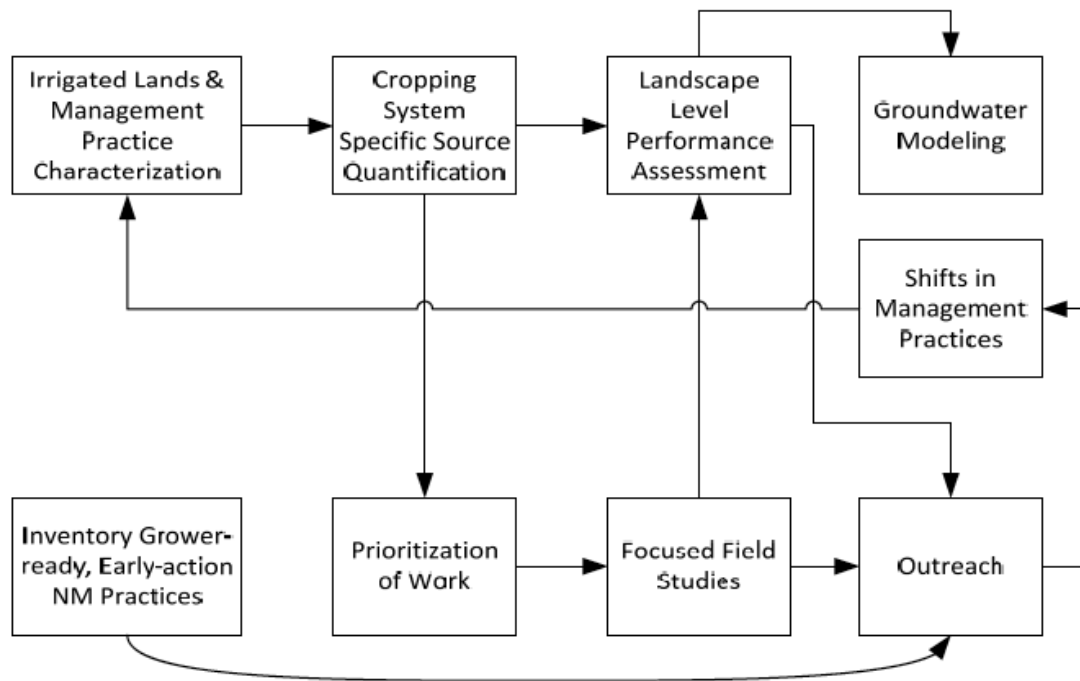 Irrigated Lands &
Management
Practice
Characterization
Cropping
System
Specific Source
Quantification
Landscape
Level
Performance
Assessment
Groundwater
Modeling
Shifts in
Management
Practices
Inventory Grower-
ready, Early-action
NM Practices
Prioritization
of Work
Focused Field
Studies
Outreach